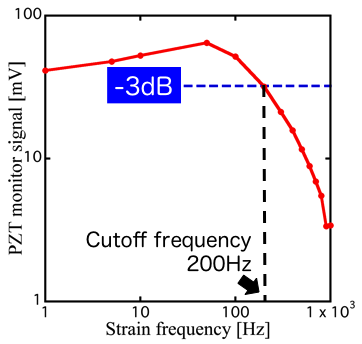 100
10
1
PZT monitor signal [mV]
-3dB
Cutoff frequency
200Hz
1
10
100
1 x 10³
Strain frequency [Hz]